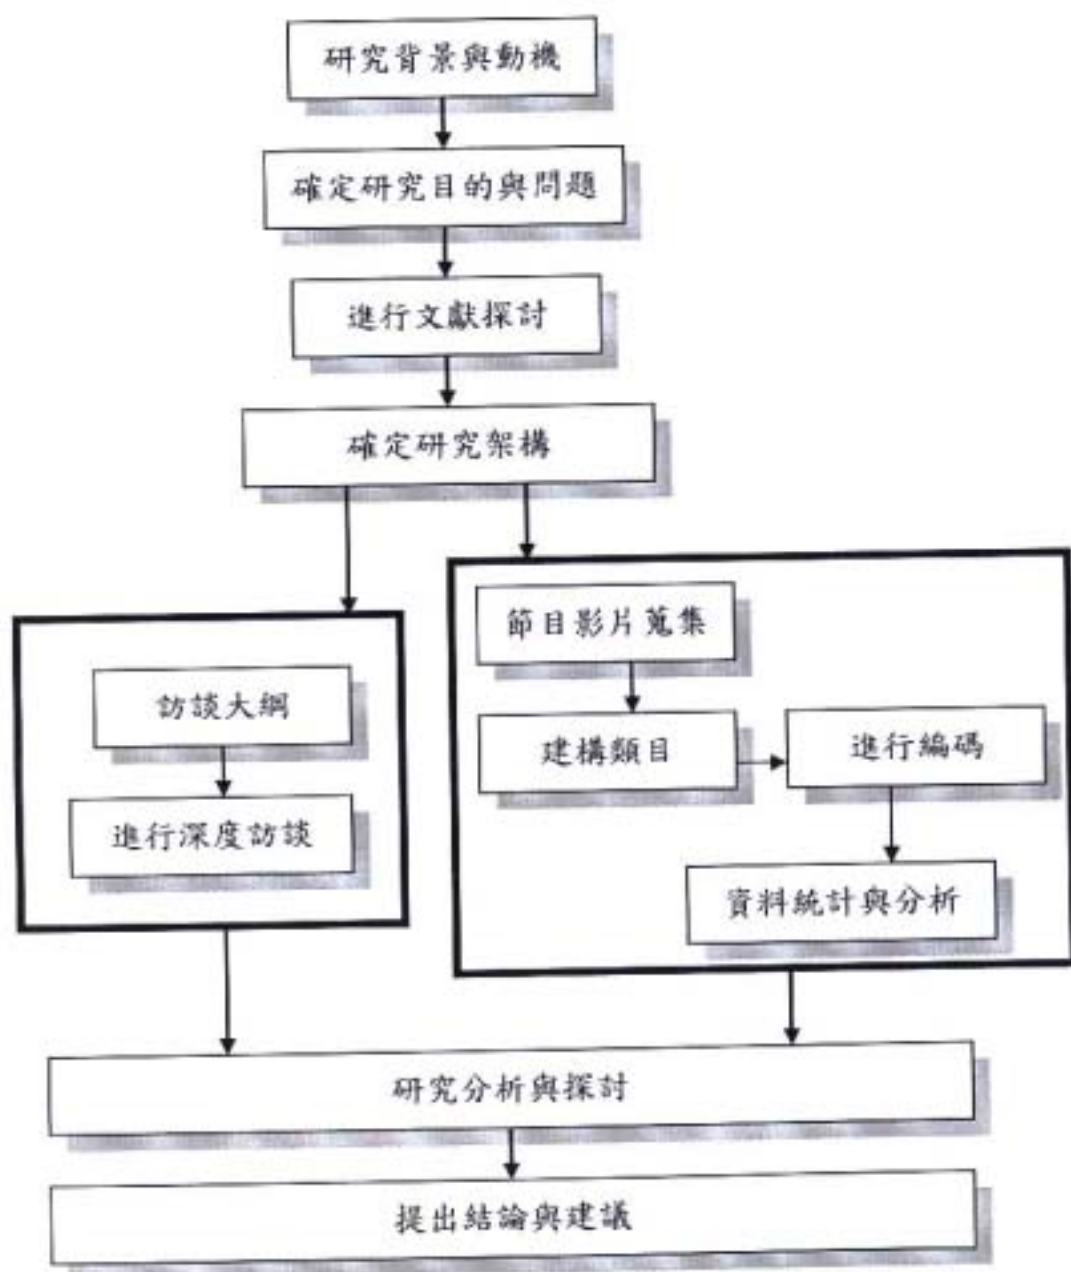 研究背景與動機
確定研究目的與問題
進行文獻探討
確定研究架構
訪談大綱
進行深度訪談
節目影片蒐集
建構類目
進行編碼
資料統計與分析
研究分析與探討
提出結論與建議